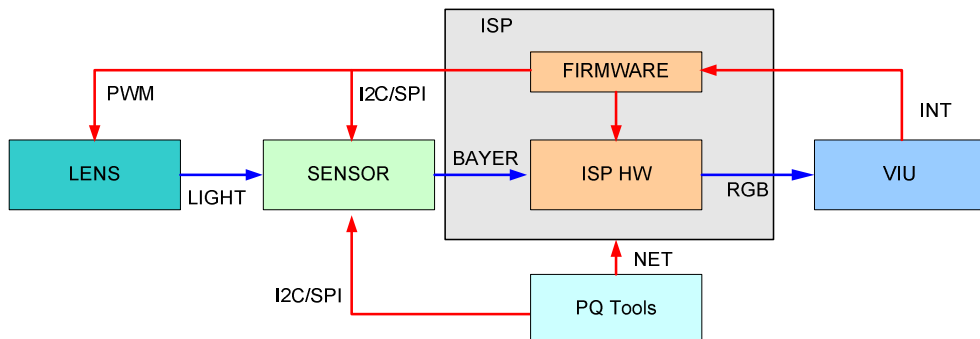 ISP
FIRMWARE
PWM
I2C/SPI
INT
LENS
LIGHT
SENSOR
BAYER
ISP HW
RGB
VIU
NET
I2C/SPI
PQ Tools